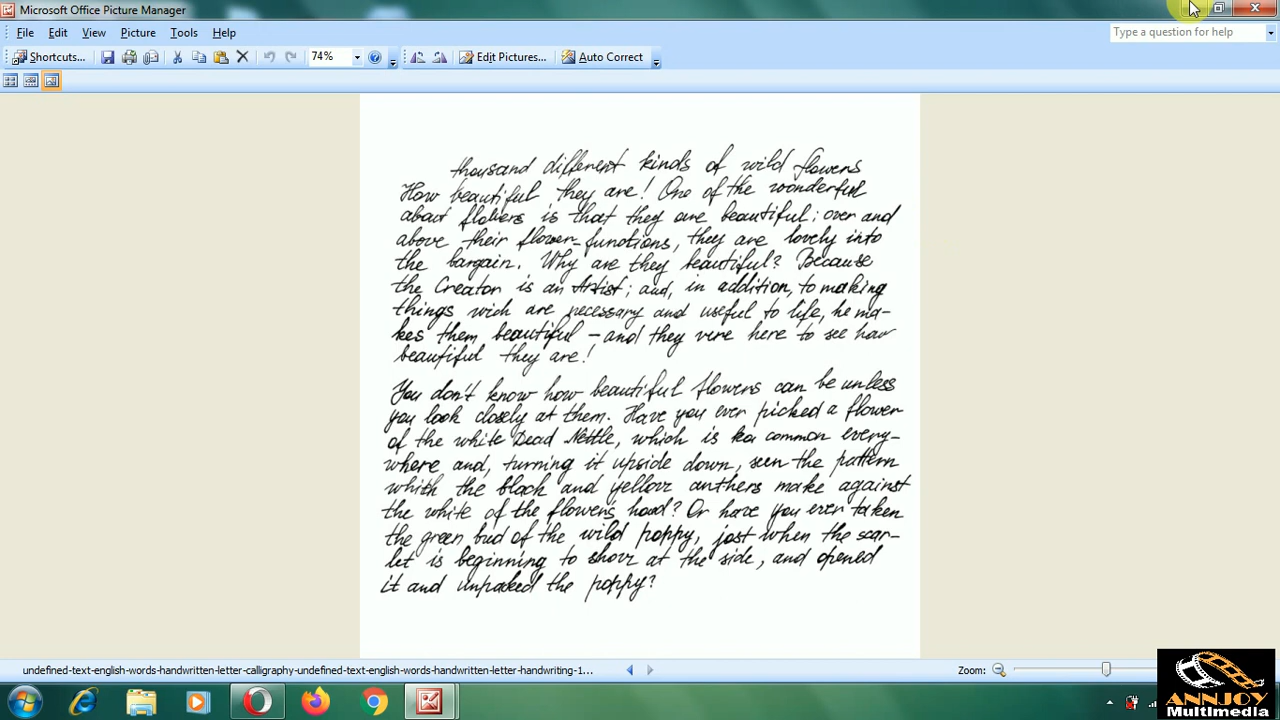 Microsoft Office Picture Manager
File Edit View Picture Tools Help
Type a question for help
Shortcuts... 74% Edit Pictures... Auto Correct
thousand different kinds of wild flowers
How beautiful they are! One of the wonderful
about flowers is that they are beautiful; over and
above their flower-functions, they are lovely into
the bargain. Why are they beautiful? Because
the Creator is an Artist; and, in addition, to making
things wich are necessary and useful to life, he ma-
kes them beautiful – and they vere here to see how
beautiful they are!
You don't know how beautiful flowers can be unless
you look closely at them. Have you ever picked a flower
of the white Dead Nettle, which is common every-
where and, turning it upside down, seen the pattern
which the black and yellow anthers make against
the white of the flower's hood? Or have you ever taken
the green bud of the wild poppy, just when the scar-
let is beginning to show at the side, and opened
it and unpacked the poppy?
undefined-text-english-words-handwritten-letter-calligraphy-undefined-text-english-words-handwritten-letter-handwriting-1...
Zoom:
ANNJOY
Multimedia